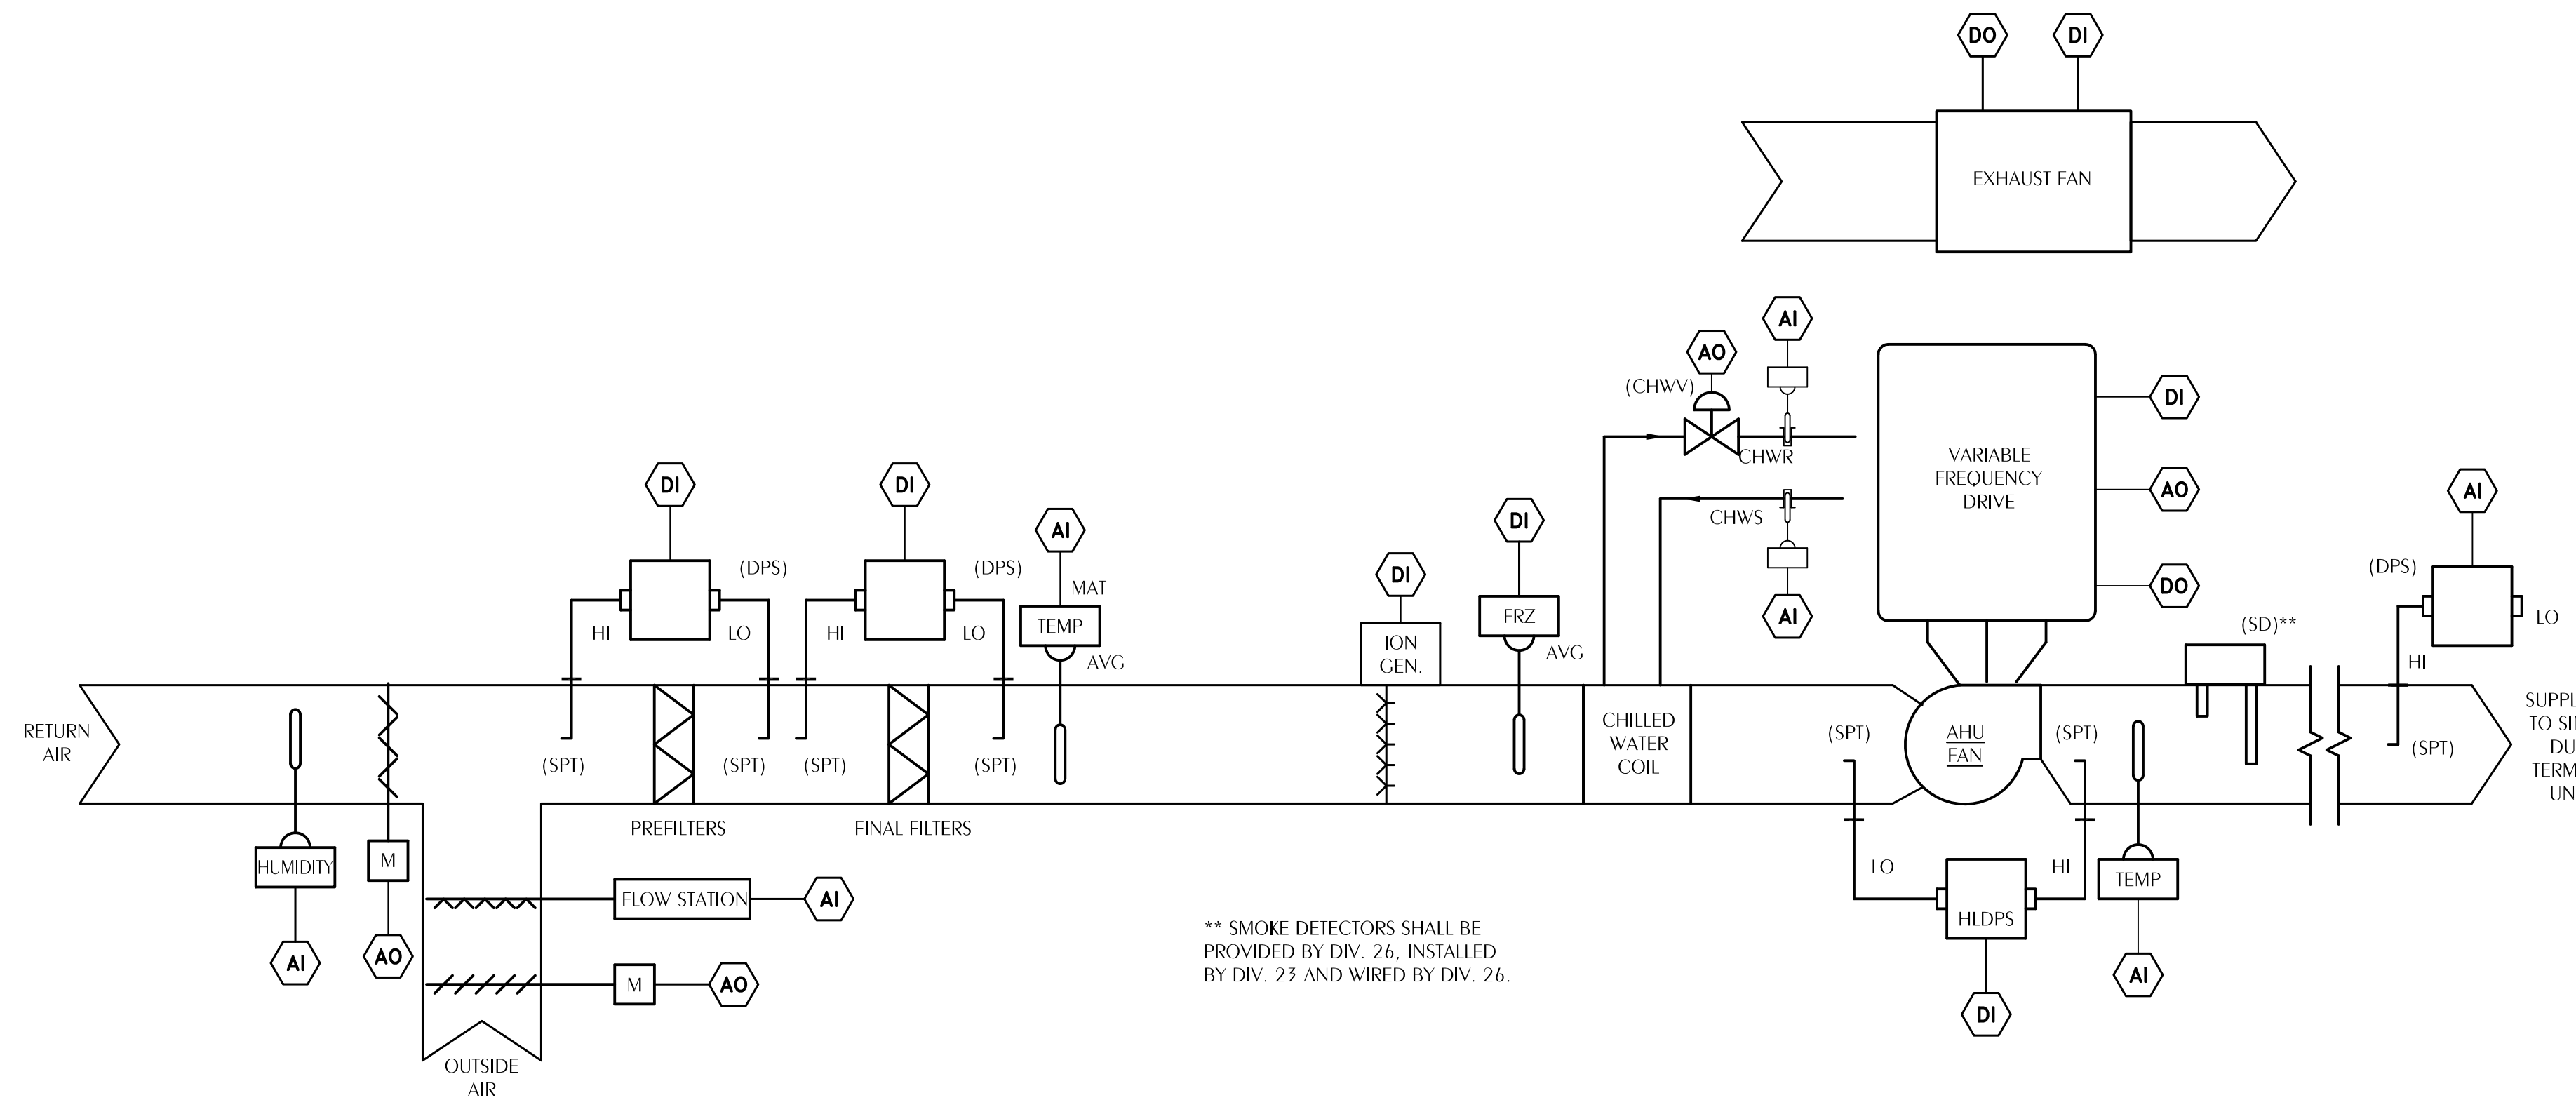 DO
DI
EXHAUST FAN
AI
AO
(CHWV)
CHWR
CHWS
AI
VARIABLE
FREQUENCY
DRIVE
DI
AO
DO
DI
(DPS)
HI
LO
DI
(DPS)
HI
LO
AI
MAT
TEMP
AVG
DI
ION
GEN.
DI
FRZ
AVG
(SD)**
AI
(DPS)
LO
HI
RETURN
AIR
(SPT)
(SPT)
(SPT)
(SPT)
CHILLED
WATER
COIL
(SPT)
AHU
FAN
(SPT)
(SPT)
TO
PREFILTERS
FINAL FILTERS
HUMIDITY
AI
M
AO
FLOW STATION
AI
M
AO
OUTSIDE
AIR
** SMOKE DETECTORS SHALL BE
PROVIDED BY DIV. 26, INSTALLED
BY DIV. 23 AND WIRED BY DIV. 26.
LO
HI
HLDPS
DI
TEMP
AI